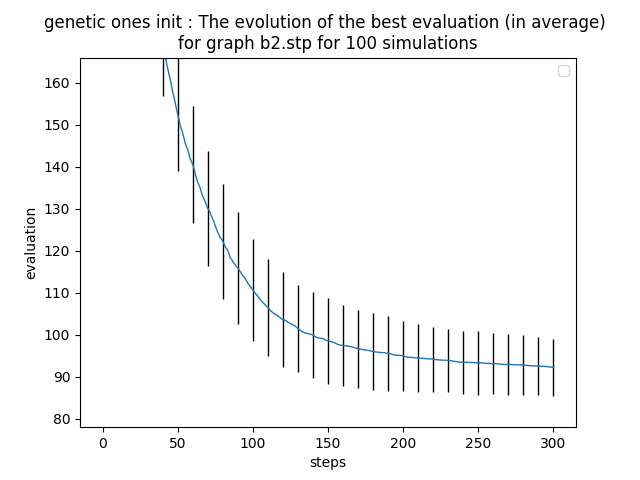 genetic ones init : The evolution of the best evaluation (in average)
for graph b2.stp for 100 simulations
160
150
140
130
120
110
100
90
80
evaluation
0 50 100 150 200 250 300
steps